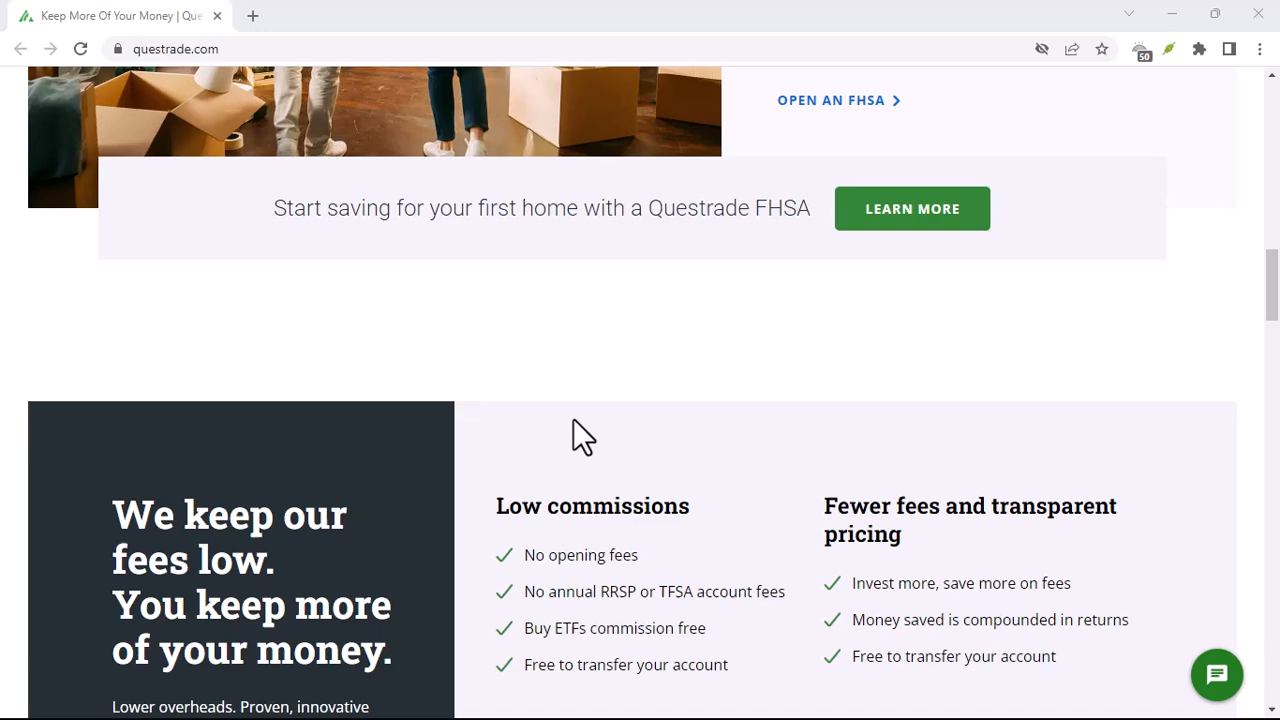 Keep More Of Your Money | Que
questrade.com
50
OPEN AN FHSA
Start saving for your first home with a Questrade FHSA
LEARN MORE
We keep our
fees low.
You keep more
of your money.
Lower overheads. Proven, innovative
Low commissions
No opening fees
No annual RRSP or TFSA account fees
Buy ETFs commission free
Free to transfer your account
Fewer fees and transparent
pricing
Invest more, save more on fees
Money saved is compounded in returns
Free to transfer your account